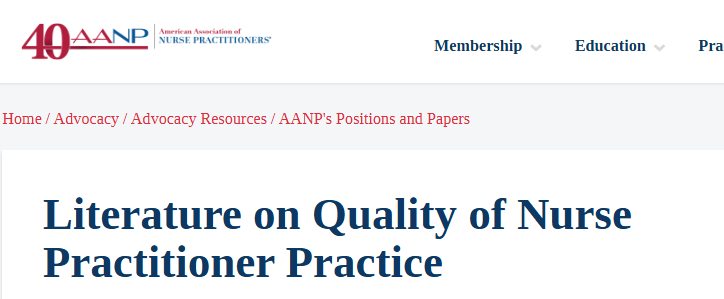 40 AANP American Association of
NURSE PRACTITIONERS®
Membership Education Pra
Home / Advocacy / Advocacy Resources / AANP's Positions and Papers
Literature on Quality of Nurse
Practitioner Practice